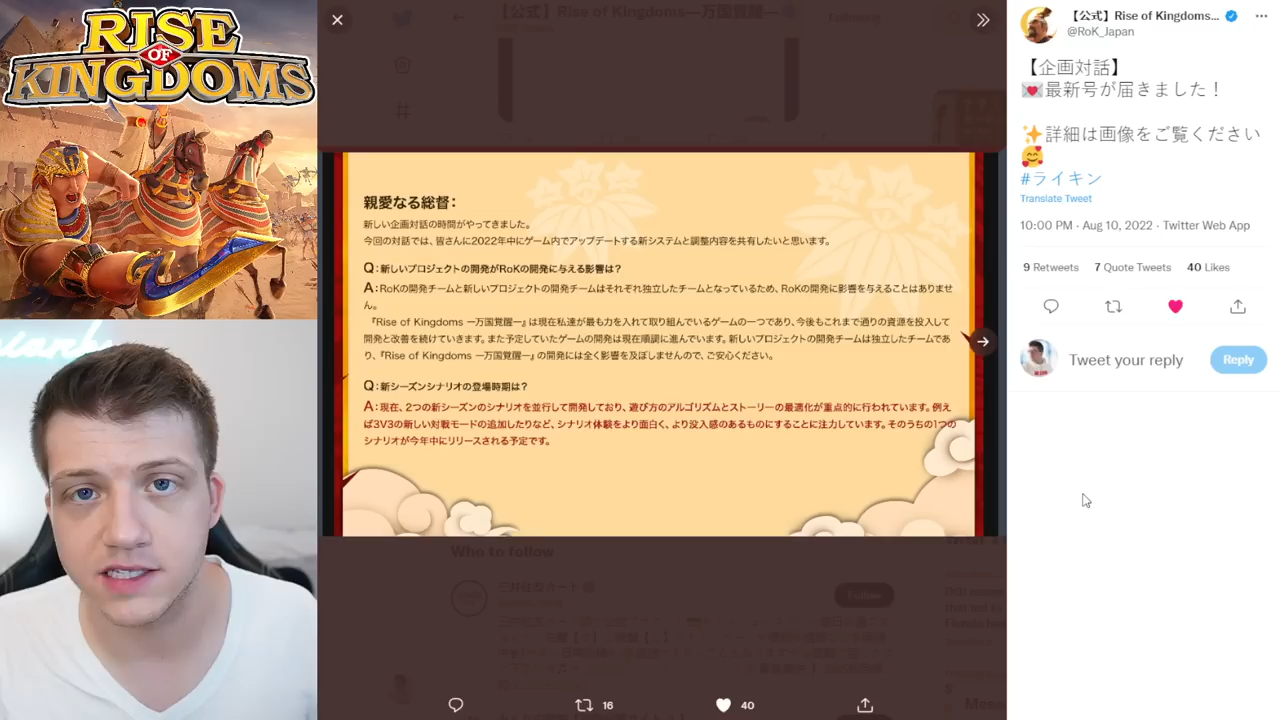 RISE
OF
KINGDOMS
【公式】Rise of Kingdoms—万国覚醒—
Following
親愛なる総督：
新しい企画対話の時間がやってきました。
今回の対話では、皆さんに2022年中にゲーム内でアップデートする新システムと調整内容を共有したいと思います。
Q：新しいプロジェクトの開発がRoKの開発に与える影響は？
A：RoKの開発チームと新しいプロジェクトの開発チームはそれぞれ独立したチームとなっているため、RoKの開発に影響を与えることはありませ
ん。
『Rise of Kingdoms ー万国覚醒ー』は現在私達が最も力を入れて取り組んでいるゲームの一つであり、今後もこれまで通りの資源を投入して
開発と改善を続けていきます。また予定していたゲームの開発は現在順調に進んでいます。新しいプロジェクトの開発チームは独立したチームであ
り、『Rise of Kingdoms ー万国覚醒ー』の開発には全く影響を及ぼしませんので、ご安心ください。
Q：新シーズンシナリオの登場時期は？
A：現在、2つの新シーズンのシナリオを並行して開発しており、遊び方のアルゴリズムとストーリーの最適化が重点的に行われています。例え
ば3V3の新しい対戦モードの追加したりなど、シナリオ体験をより面白く、より没入感のあるものにすることに注力しています。そのうちの1つの
シナリオが今年中にリリースされる予定です。
Who to follow
三井住友カード
Follow
16
40
【公式】Rise of Kingdoms...
@RoK_Japan
【企画対話】
💌最新号が届きました！
✨詳細は画像をご覧ください
🥰
#ライキン
Translate Tweet
10:00 PM · Aug 10, 2022 · Twitter Web App
9 Retweets 7 Quote Tweets 40 Likes
Tweet your reply
Reply